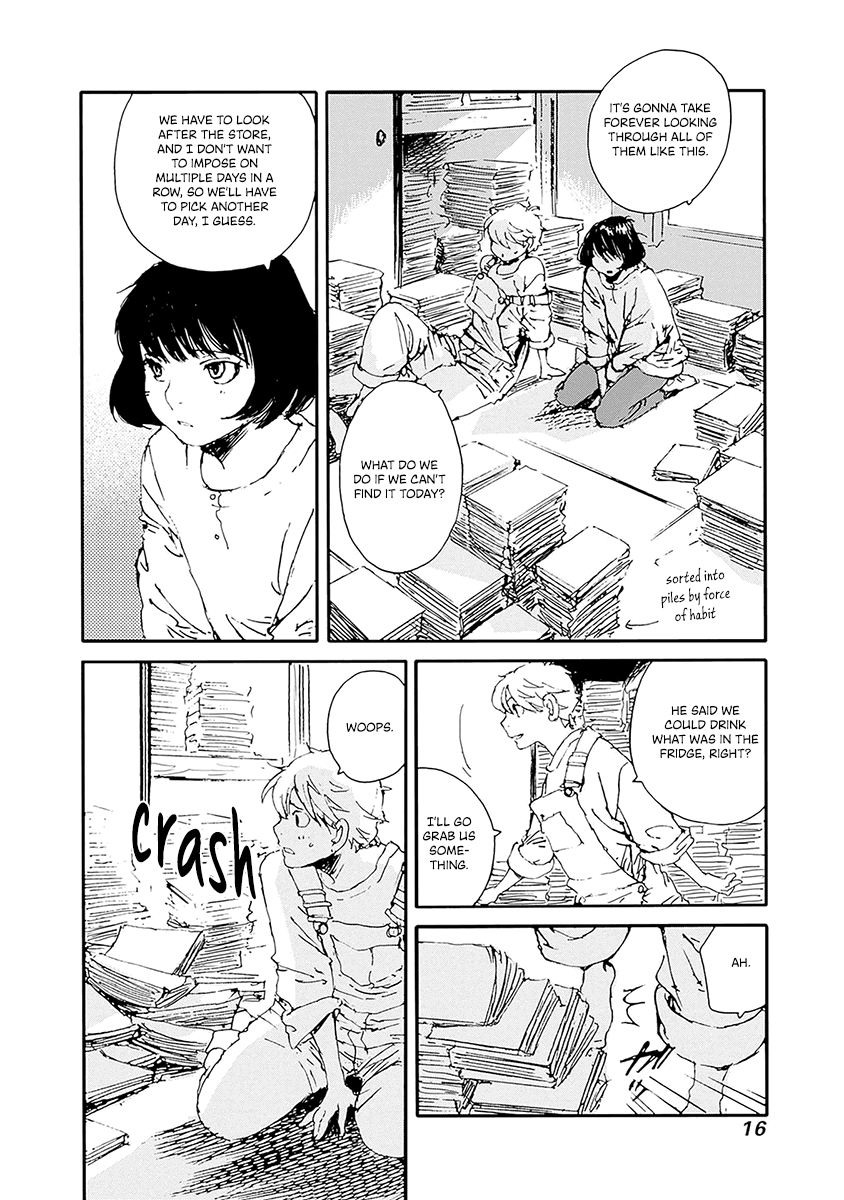 IT'S GONNA TAKE
FOREVER LOOKING
THROUGH ALL OF
THEM LIKE THIS.
WHAT DO WE
DO IF WE CAN'T
FIND IT TODAY?
sorted into
piles by force
of habit
WE HAVE TO LOOK
AFTER THE STORE,
AND I DON'T WANT
TO IMPOSE ON
MULTIPLE DAYS IN A
ROW, SO WE'LL HAVE
TO PICK ANOTHER
DAY, I GUESS.
HE SAID WE
COULD DRINK
WHAT WAS IN THE
FRIDGE, RIGHT?
I'LL GO
GRAB US
SOME-
THING.
AH.
ガッ
WOOPS.
crash
16